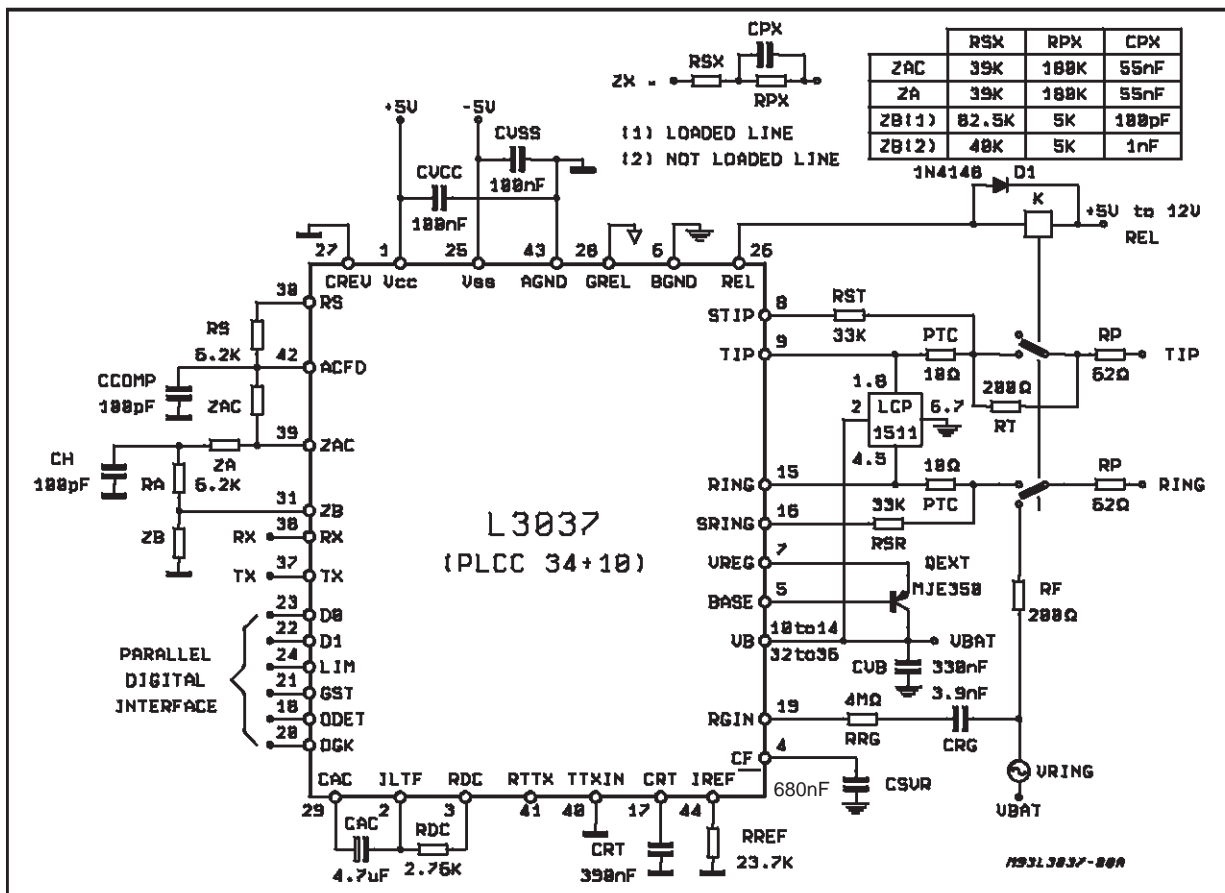 RSX RPX CPX
ZAC 39K 100K 55nF
ZA 39K 100K 55nF
ZB(1) 82.5K 5K 100pF
ZB(2) 40K 5K 1nF
CPX
RSX
ZX =
RPX
(1) LOADED LINE
(2) NOT LOADED LINE
+5V -5V
CVSS
100nF
CVCC
100nF
1N4148 D1
K
+5V to 12V
REL
27 1 25 43 28 6 26
CREV Vcc Vss AGND GREL BGND REL
30 RS
RS
6.2K
42 ACFD
CCOMP
100pF
ZAC
39 ZAC
ZA
CH
100pF
RA 6.2K
31 ZB
ZB
38 RX RX
37 TX TX
23 D0
22 D1
24 LIM
21 GST
18 ODET
20 OGK
PARALLEL
DIGITAL
INTERFACE
L3037
(PLCC 34+10)
STIP 8 RST
33K
TIP 9 PTC
10Ω
RP TIP
62Ω
200Ω
RT
1.8
2 LCP 6.7
1511
4.5
RING 15 10Ω
PTC
RP RING
62Ω
SRING 16 33K
RSR
VREG 7 QEXT
MJE350
BASE 5
VB 10to14
32to36
VBAT
CVB 330nF
RF
200Ω
RGIN 19 4MΩ
RRG
3.9nF
CRG
CF 4
680nF CSVR
VRING
VBAT
CAC ILTF RDC RTTX TTXIN CRT IREF
29 2 3 41 40 17 44
CAC
4.7uF
RDC
2.76K
CRT
390nF
RREF
23.7K
M93L3037-00A